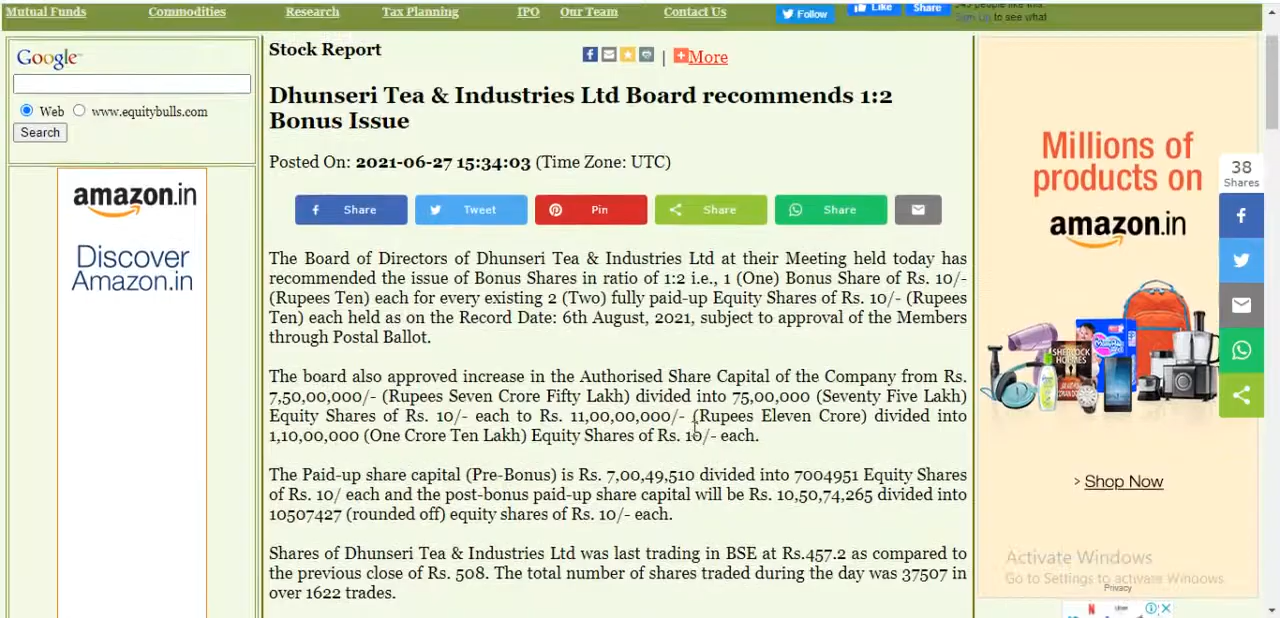 Mutual Funds Commodities Research Tax Planning IPO Our Team Contact Us
Follow Like Share
Sign Up to see what
Google
Web www.equitybulls.com
Search
amazon.in
Discover
Amazon.in
Stock Report
| More
Dhunseri Tea & Industries Ltd Board recommends 1:2
Bonus Issue
Posted On: 2021-06-27 15:34:03 (Time Zone: UTC)
Share Tweet Pin Share Share
The Board of Directors of Dhunseri Tea & Industries Ltd at their Meeting held today has
recommended the issue of Bonus Shares in ratio of 1:2 i.e., 1 (One) Bonus Share of Rs. 10/-
(Rupees Ten) each for every existing 2 (Two) fully paid-up Equity Shares of Rs. 10/- (Rupees
Ten) each held as on the Record Date: 6th August, 2021, subject to approval of the Members
through Postal Ballot.
The board also approved increase in the Authorised Share Capital of the Company from Rs.
7,50,00,000/- (Rupees Seven Crore Fifty Lakh) divided into 75,00,000 (Seventy Five Lakh)
Equity Shares of Rs. 10/- each to Rs. 11,00,00,000/- (Rupees Eleven Crore) divided into
1,10,00,000 (One Crore Ten Lakh) Equity Shares of Rs. 10/- each.
The Paid-up share capital (Pre-Bonus) is Rs. 7,00,49,510 divided into 7004951 Equity Shares
of Rs. 10/ each and the post-bonus paid-up share capital will be Rs. 10,50,74,265 divided into
10507427 (rounded off) equity shares of Rs. 10/- each.
Shares of Dhunseri Tea & Industries Ltd was last trading in BSE at Rs.457.2 as compared to
the previous close of Rs. 508. The total number of shares traded during the day was 37507 in
over 1622 trades.
Millions of
products on
amazon.in
SHERLOCK
HOLMES
> Shop Now
Privacy
38
Shares
Activate Windows
Go to Settings to activate Windows.